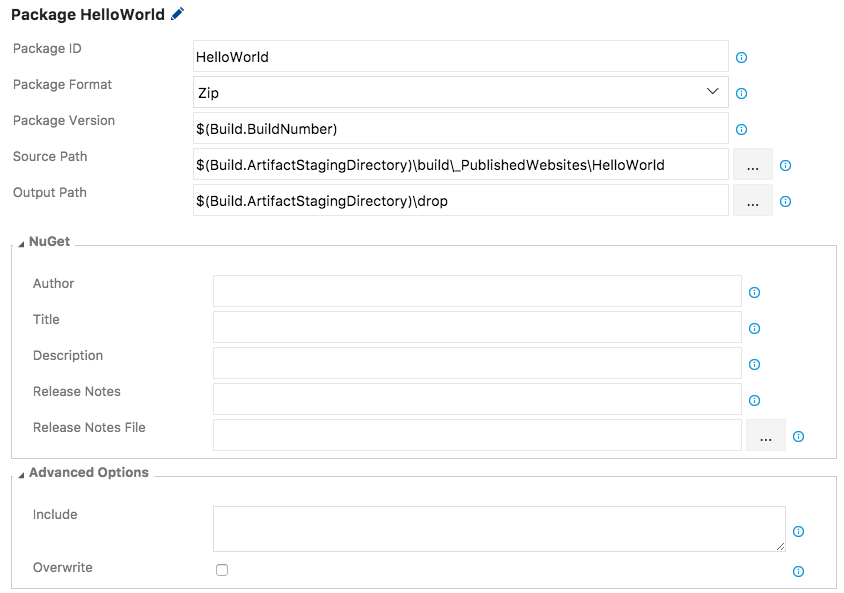 Package HelloWorld
Package ID
HelloWorld
Package Format
Zip
Package Version
$(Build.BuildNumber)
Source Path
$(Build.ArtifactStagingDirectory)\build\_PublishedWebsites\HelloWorld
...
Output Path
$(Build.ArtifactStagingDirectory)\drop
...
NuGet
Author
Title
Description
Release Notes
Release Notes File
...
Advanced Options
Include
Overwrite